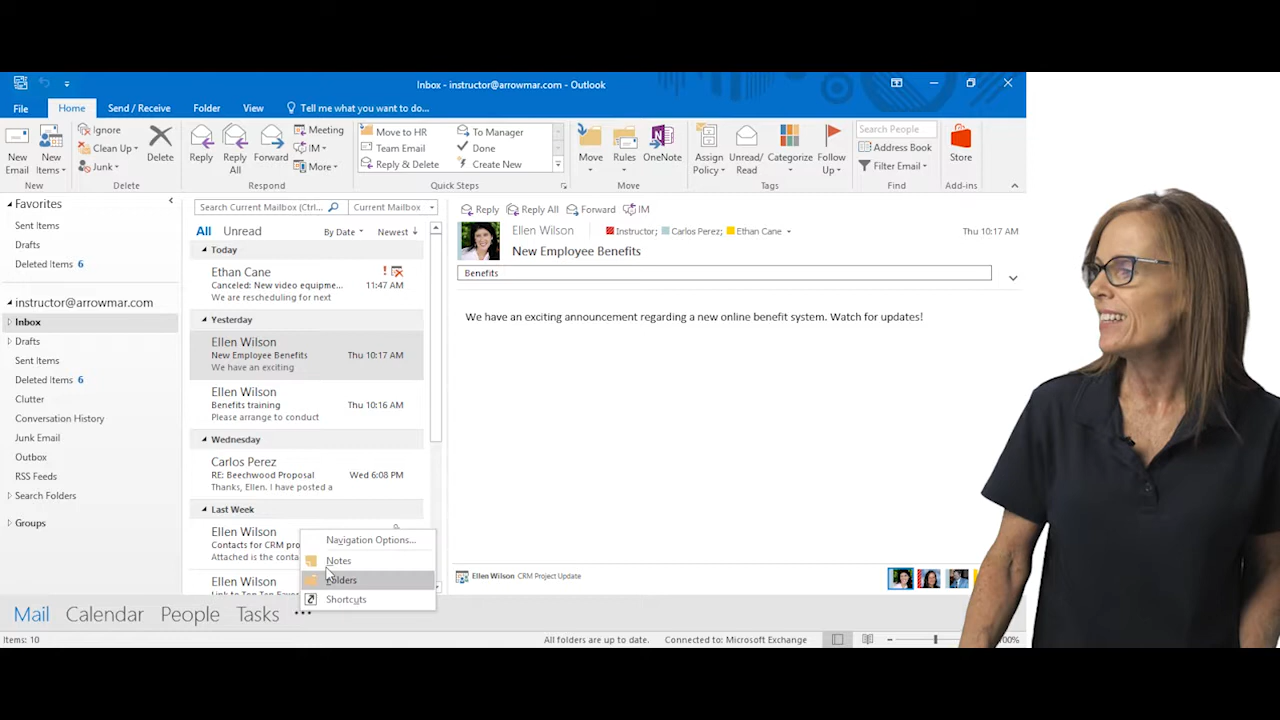 Inbox - instructor@arrowmar.com - Outlook
File Home Send / Receive Folder View Tell me what you want to do...
New Email
New Items
New
Ignore
Clean Up
Junk
Delete
Delete
Reply
Reply All
Forward
Meeting
IM
More
Respond
Move to HR
Team Email
Reply & Delete
To Manager
Done
Create New
Quick Steps
Move
Rules
OneNote
Move
Assign Policy
Unread/ Read
Categorize
Follow Up
Tags
Search People
Address Book
Filter Email
Find
Store
Add-ins
Favorites
Sent Items
Drafts
Deleted Items 6
instructor@arrowmar.com
Inbox
Drafts
Sent Items
Deleted Items 6
Clutter
Conversation History
Junk Email
Outbox
RSS Feeds
Search Folders
Groups
Search Current Mailbox (Ctrl... Current Mailbox
All Unread By Date Newest
Today
Ethan Cane
Canceled: New video equipme... 11:47 AM
We are rescheduling for next
Yesterday
Ellen Wilson
New Employee Benefits Thu 10:17 AM
We have an exciting
Ellen Wilson
Benefits training Thu 10:16 AM
Please arrange to conduct
Wednesday
Carlos Perez
RE: Beechwood Proposal Wed 6:08 PM
Thanks, Ellen. I have posted a
Last Week
Ellen Wilson
Contacts for CRM pro
Attached is the conta
Ellen Wilson
Navigation Options...
Notes
Folders
Shortcuts
Reply Reply All Forward IM
Ellen Wilson Instructor; Carlos Perez; Ethan Cane Thu 10:17 AM
New Employee Benefits
Benefits
We have an exciting announcement regarding a new online benefit system. Watch for updates!
Ellen Wilson CRM Project Update
Mail Calendar People Tasks ...
Items: 10 All folders are up to date. Connected to: Microsoft Exchange